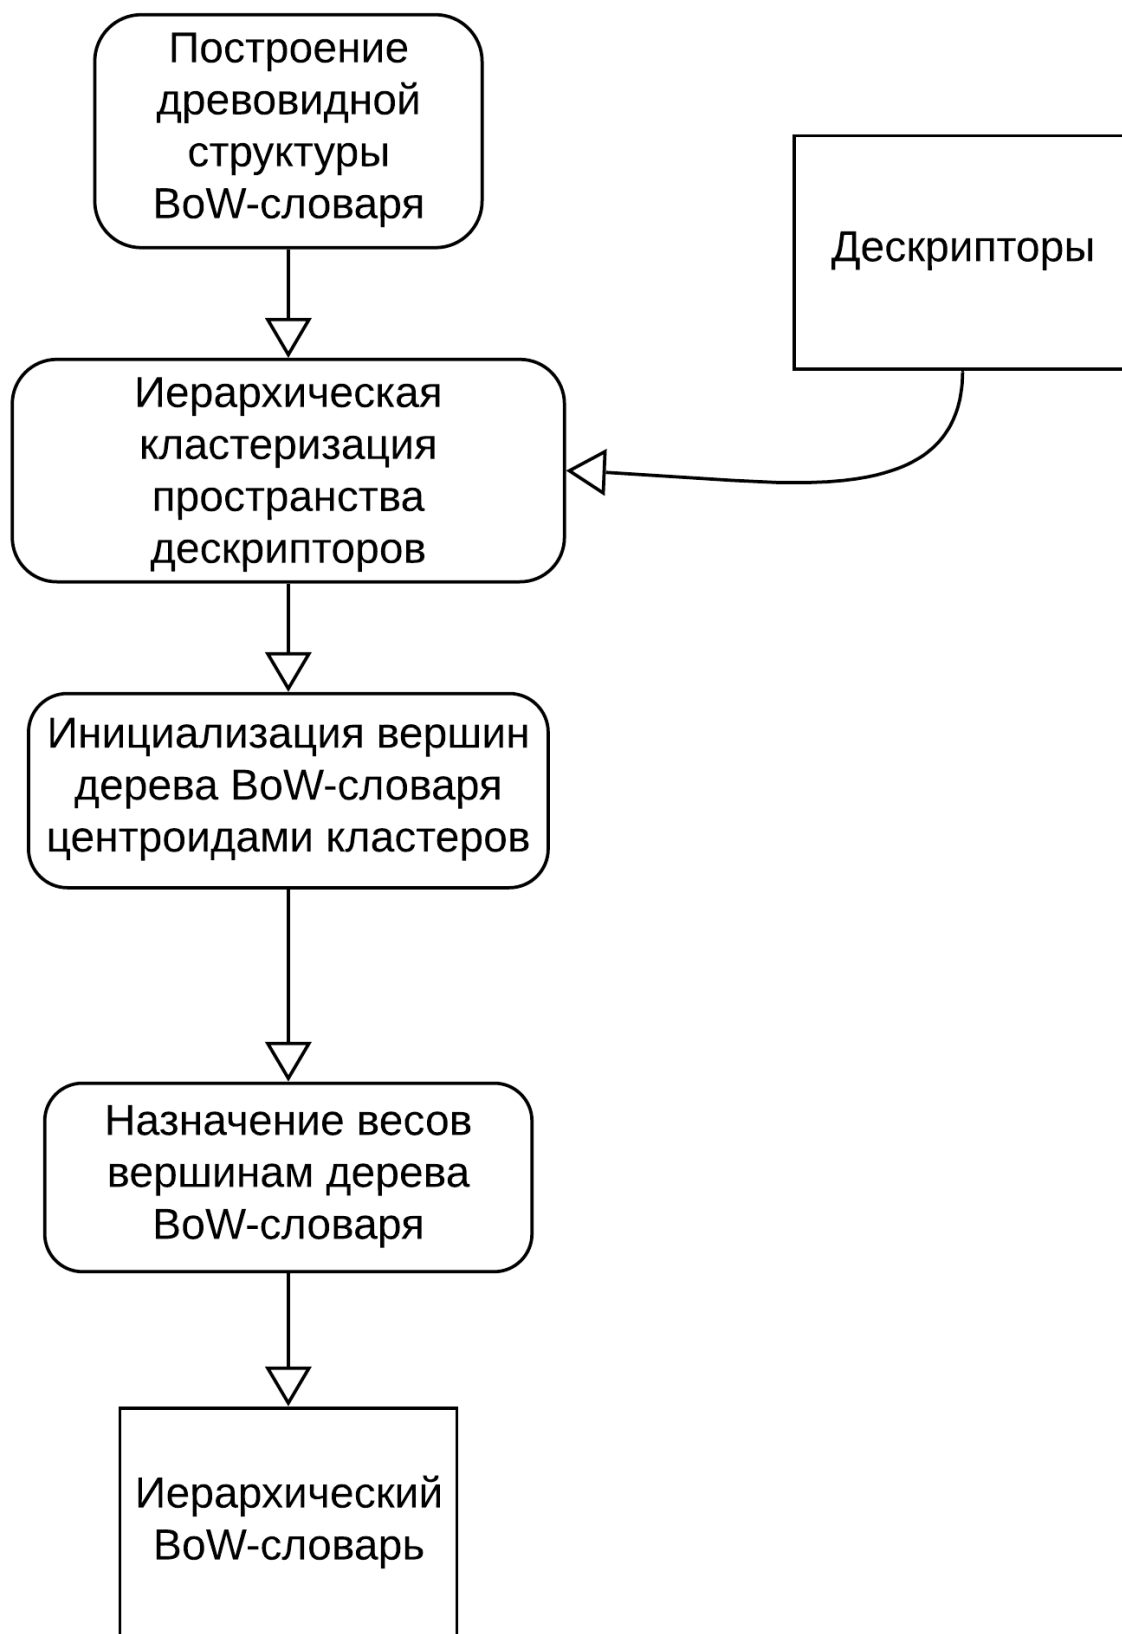 Построение
древовидной
структуры
BoW-словаря
Дескрипторы
Иерархическая
кластеризация
пространства
дескрипторов
Инициализация вершин
дерева BoW-словаря
центроидами кластеров
Назначение весов
вершинам дерева
BoW-словаря
Иерархический
BoW-словарь